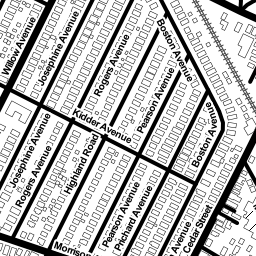 Willow Avenue
Josephine Avenue
Rogers Avenue
Boston Avenue
Pearson Avenue
Kidder Avenue
Josephine Avenue
Rogers Avenue
Highland Road
Boston Avenue
Pearson Avenue
Prichard Avenue
Avenue
Cedar Street
Morrison